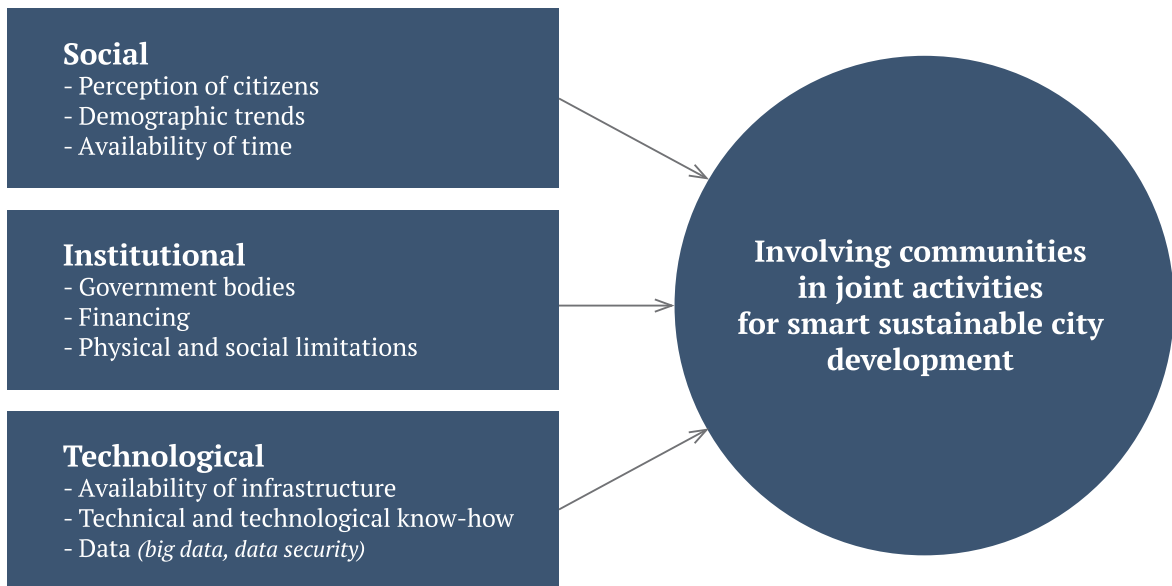 Social
- Perception of citizens
- Demographic trends
- Availability of time
Institutional
- Government bodies
- Financing
- Physical and social limitations
Technological
- Availability of infrastructure
- Technical and technological know-how
- Data (big data, data security)
Involving communities
in joint activities
for smart sustainable city
development